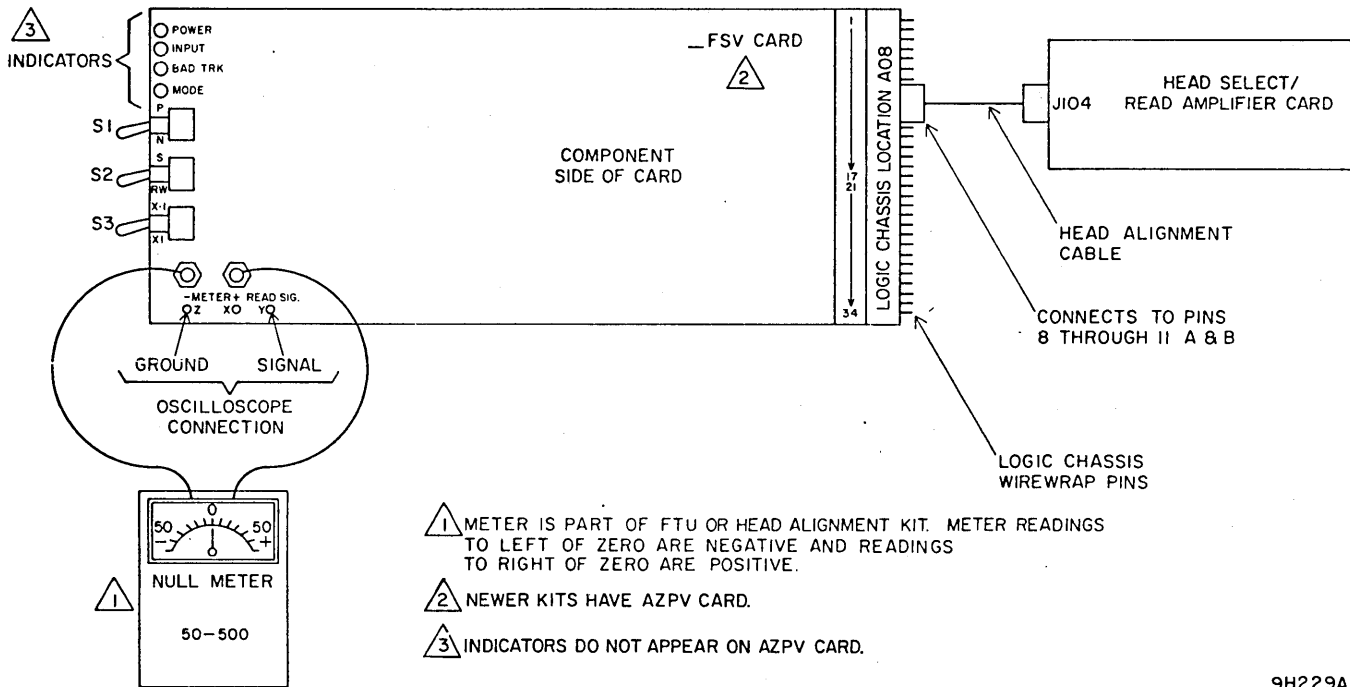 3
INDICATORS
POWER
INPUT
BAD TRK
MODE
S1
P
N
S2
S
RW
S3
X·1
X1
_FSV CARD
2
COMPONENT
SIDE OF CARD
-METER+ READ SIG.
Z X Y
GROUND SIGNAL
OSCILLOSCOPE
CONNECTION
1
17
21
34
LOGIC CHASSIS LOCATION A08
J104
HEAD SELECT/
READ AMPLIFIER CARD
HEAD ALIGNMENT
CABLE
CONNECTS TO PINS
8 THROUGH 11 A & B
LOGIC CHASSIS
WIREWRAP PINS
50 0 50
- +
NULL METER
50-500
1
1 METER IS PART OF FTU OR HEAD ALIGNMENT KIT. METER READINGS
TO LEFT OF ZERO ARE NEGATIVE AND READINGS
TO RIGHT OF ZERO ARE POSITIVE.
2 NEWER KITS HAVE AZPV CARD.
3 INDICATORS DO NOT APPEAR ON AZPV CARD.
9H229A